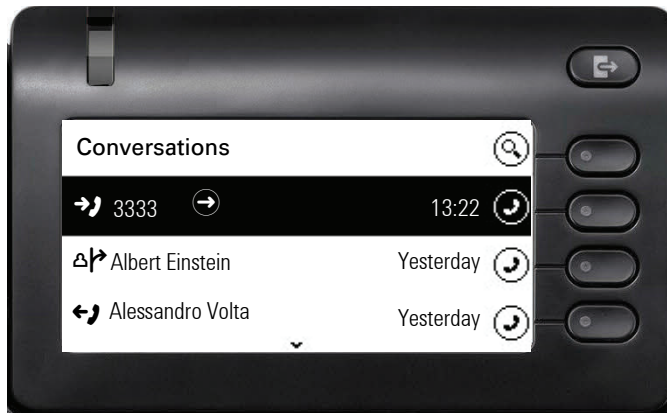 Conversations
3333 13:22
Albert Einstein Yesterday
Alessandro Volta Yesterday